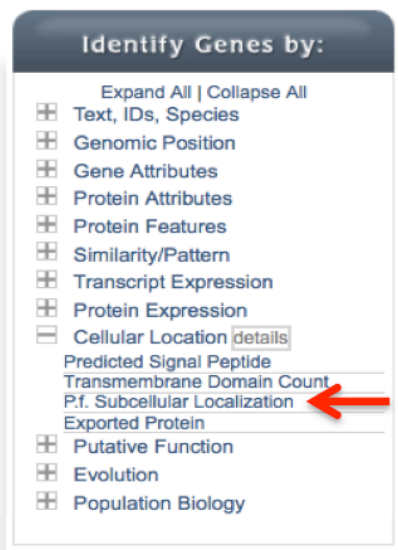 Identify Genes by:
Expand All | Collapse All
Text, IDs, Species
Genomic Position
Gene Attributes
Protein Attributes
Protein Features
Similarity/Pattern
Transcript Expression
Protein Expression
Cellular Location details
Predicted Signal Peptide
Transmembrane Domain Count
P.f. Subcellular Localization
Exported Protein
Putative Function
Evolution
Population Biology